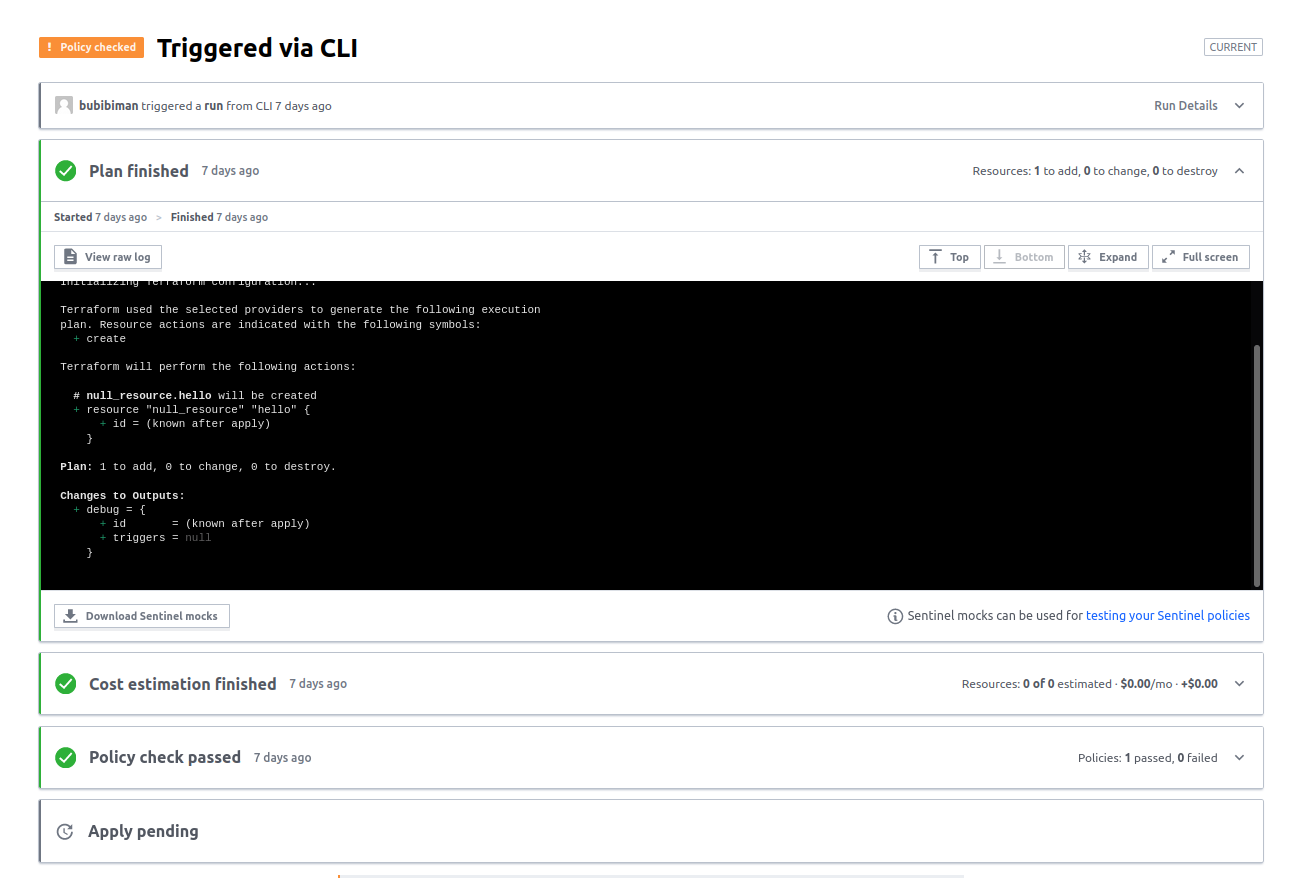 ! Policy checked Triggered via CLI CURRENT
bubibiman triggered a run from CLI 7 days ago Run Details
Plan finished 7 days ago Resources: 1 to add, 0 to change, 0 to destroy
Started 7 days ago > Finished 7 days ago
View raw log Top Bottom Expand Full screen
Initializing Terraform configuration...
Terraform used the selected providers to generate the following execution
plan. Resource actions are indicated with the following symbols:
+ create
Terraform will perform the following actions:
# null_resource.hello will be created
+ resource "null_resource" "hello" {
+ id = (known after apply)
}
Plan: 1 to add, 0 to change, 0 to destroy.
Changes to Outputs:
+ debug = {
+ id       = (known after apply)
+ triggers = null
}
Download Sentinel mocks Sentinel mocks can be used for testing your Sentinel policies
Cost estimation finished 7 days ago Resources: 0 of 0 estimated · $0.00/mo · +$0.00
Policy check passed 7 days ago Policies: 1 passed, 0 failed
Apply pending